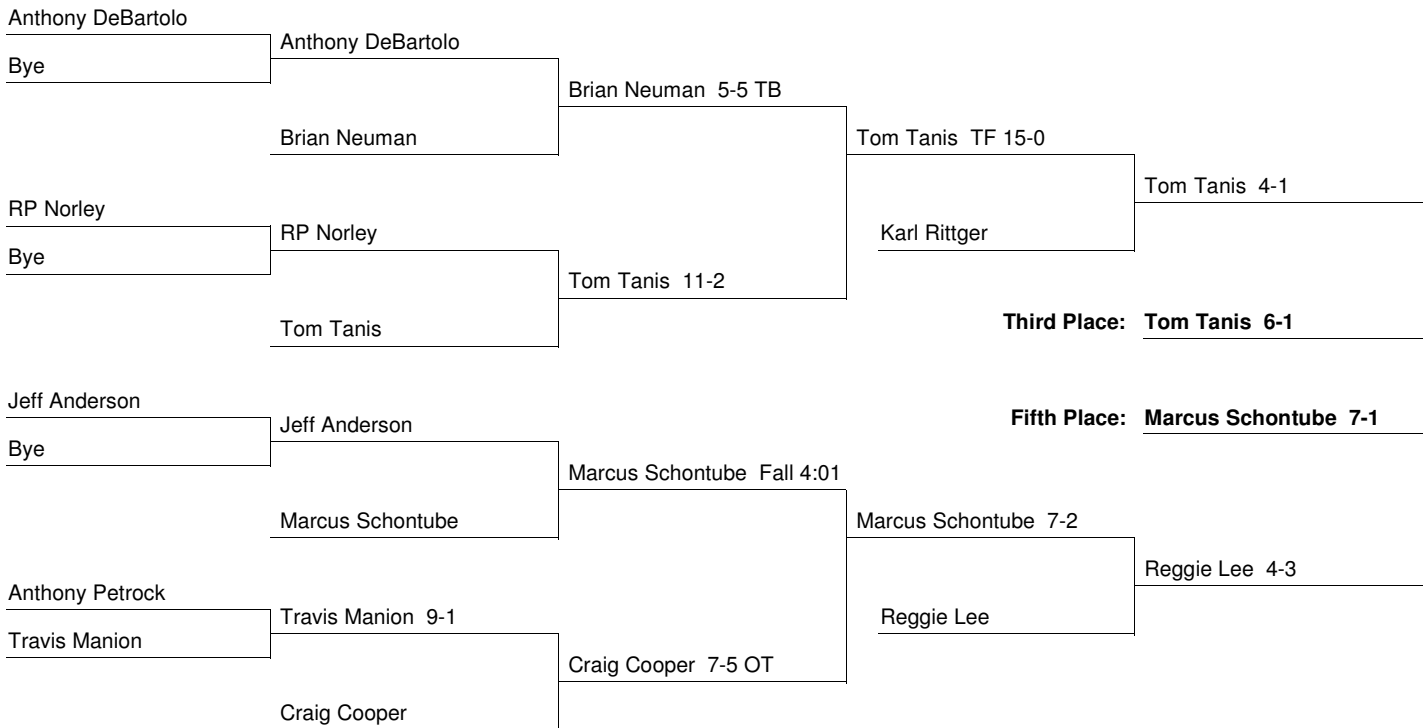 Anthony DeBartolo
Bye
Anthony DeBartolo
Brian Neuman
Brian Neuman 5-5 TB
RP Norley
Bye
RP Norley
Tom Tanis
Tom Tanis 11-2
Tom Tanis TF 15-0
Karl Rittger
Tom Tanis 4-1
Third Place: Tom Tanis 6-1
Fifth Place: Marcus Schontube 7-1
Jeff Anderson
Bye
Jeff Anderson
Marcus Schontube
Marcus Schontube Fall 4:01
Anthony Petrock
Travis Manion
Travis Manion 9-1
Craig Cooper
Craig Cooper 7-5 OT
Marcus Schontube 7-2
Reggie Lee
Reggie Lee 4-3